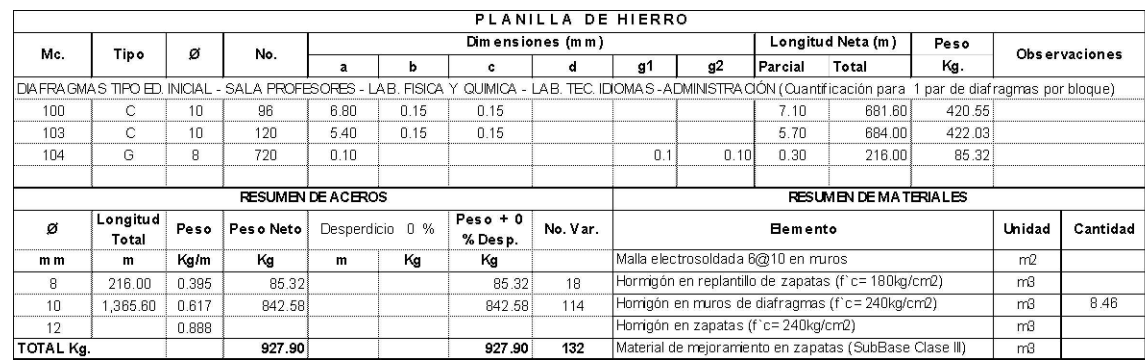 PLANILLA DE HIERRO
Mc. Tipo Ø No. Dimensiones (mm) Longitud Neta (m) Peso Observaciones
a b c d g1 g2 Parcial Total Kg.
DIAFRAGMAS TIPO ED. INICIAL - SALA PROFESORES - LAB. FISICA Y QUIMICA - LAB. TEC. IDIOMAS -ADMINISTRACIÓN (Cuantificación para 1 par de diafragmas por bloque)
100 C 10 96 6.80 0.15 0.15 7.10 681.60 420.55
103 C 10 120 5.40 0.15 0.15 5.70 684.00 422.03
104 G 8 720 0.10 0.1 0.10 0.30 216.00 85.32
RESUMEN DE ACEROS RESUMEN DE MATERIALES
Ø Longitud Total Peso Peso Neto Desperdicio 0 % Peso + 0 % Desp. No. Var. Elemento Unidad Cantidad
mm m Kg/m Kg m Kg Kg Malla electrosoldada 6@10 en muros m2
8 216.00 0.395 85.32 85.32 18 Hormigón en replantillo de zapatas (f`c= 180kg/cm2) m3
10 1,365.60 0.617 842.58 842.58 114 Homigón en muros de diafragmas (f`c= 240kg/cm2) m3 8.46
12 0.888 Homigón en zapatas (f`c= 240kg/cm2) m3
TOTAL Kg. 927.90 927.90 132 Material de mejoramiento en zapatas (SubBase Clase III) m3